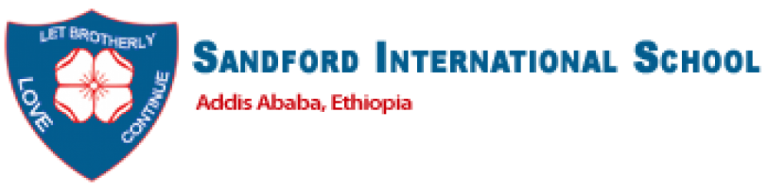 LET BROTHERLY
LOVE
CONTINUE
SANDFORD INTERNATIONAL SCHOOL
Addis Ababa, Ethiopia